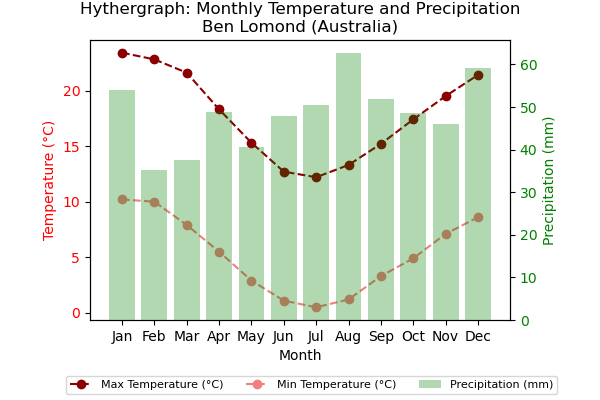 Hythergraph: Monthly Temperature and Precipitation
Ben Lomond (Australia)
Temperature (°C)
20
15
10
5
0
60
50
40
30
20
10
0
Precipitation (mm)
Jan Feb Mar Apr May Jun Jul Aug Sep Oct Nov Dec
Month
Max Temperature (°C) Min Temperature (°C) Precipitation (mm)